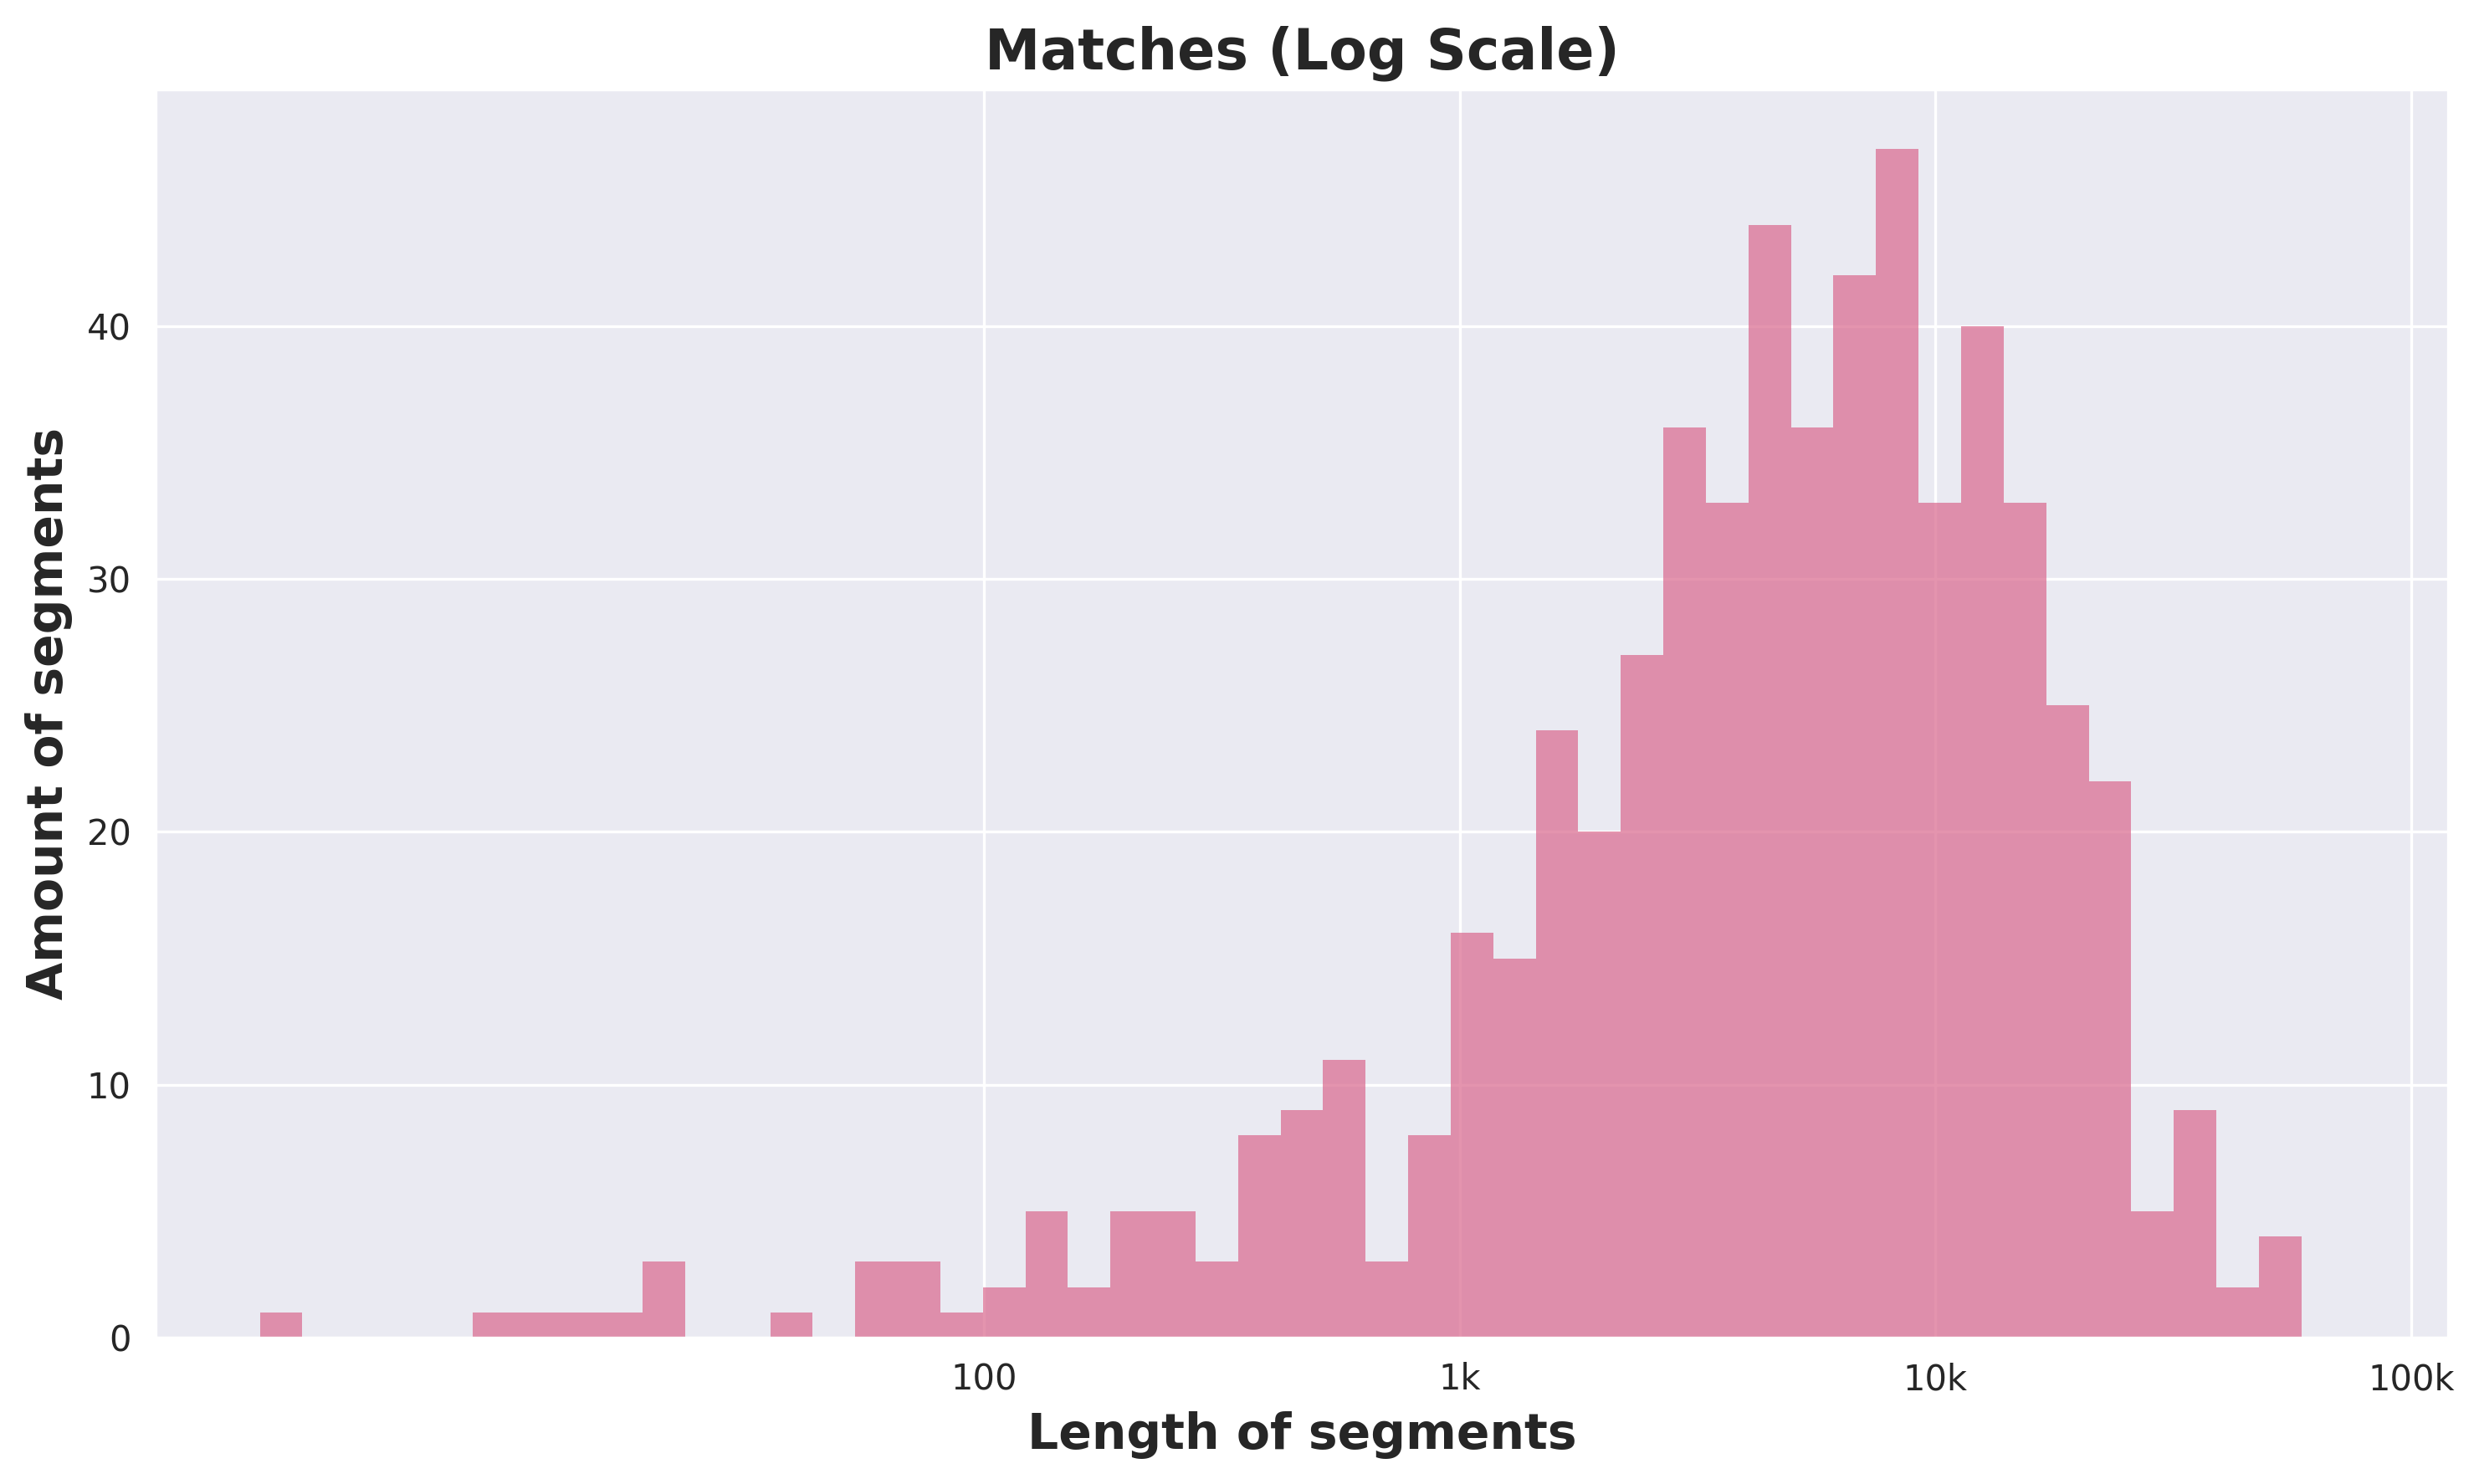 Matches (Log Scale)
Amount of segments
40
30
20
10
0
100 1k 10k 100k
Length of segments